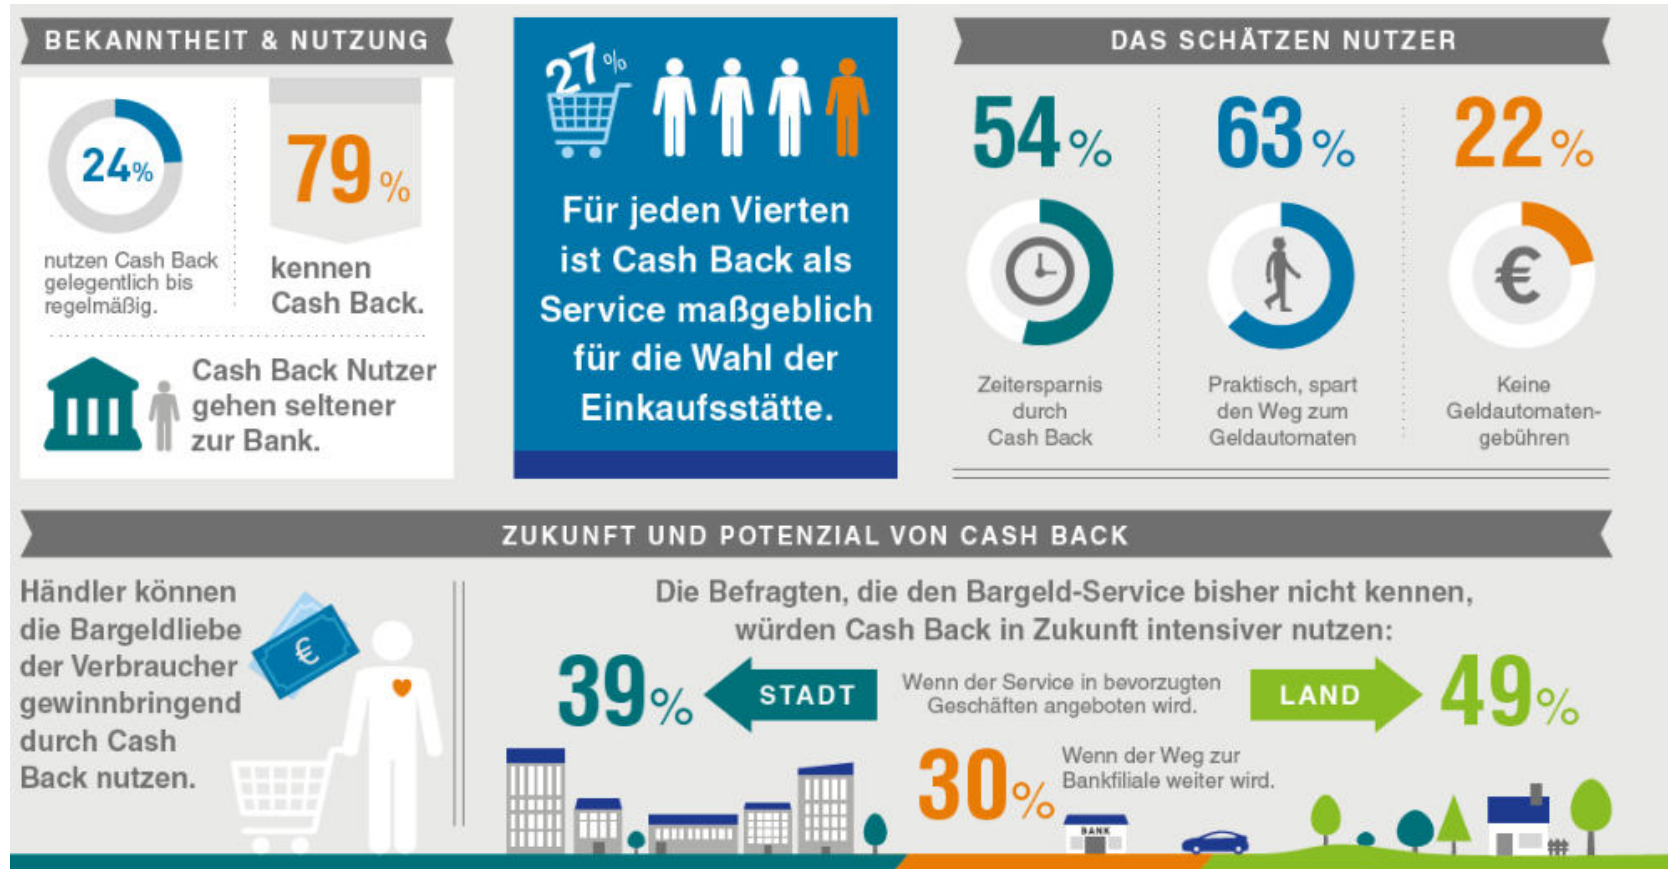 BEKANNTHEIT & NUTZUNG
24%
nutzen Cash Back
gelegentlich bis
regelmäßig.
79%
kennen
Cash Back.
Cash Back Nutzer
gehen seltener
zur Bank.
27%
Für jeden Vierten
ist Cash Back als
Service maßgeblich
für die Wahl der
Einkaufsstätte.
DAS SCHÄTZEN NUTZER
54%
Zeitersparnis
durch
Cash Back
63%
Praktisch, spart
den Weg zum
Geldautomaten
22%
€
Keine
Geldautomaten-
gebühren
ZUKUNFT UND POTENZIAL VON CASH BACK
Händler können
die Bargeldliebe
der Verbraucher
gewinnbringend
durch Cash
Back nutzen.
€
Die Befragten, die den Bargeld-Service bisher nicht kennen,
würden Cash Back in Zukunft intensiver nutzen:
39%
STADT
Wenn der Service in bevorzugten
Geschäften angeboten wird.
LAND
49%
30%
Wenn der Weg zur
Bankfiliale weiter wird.
BANK